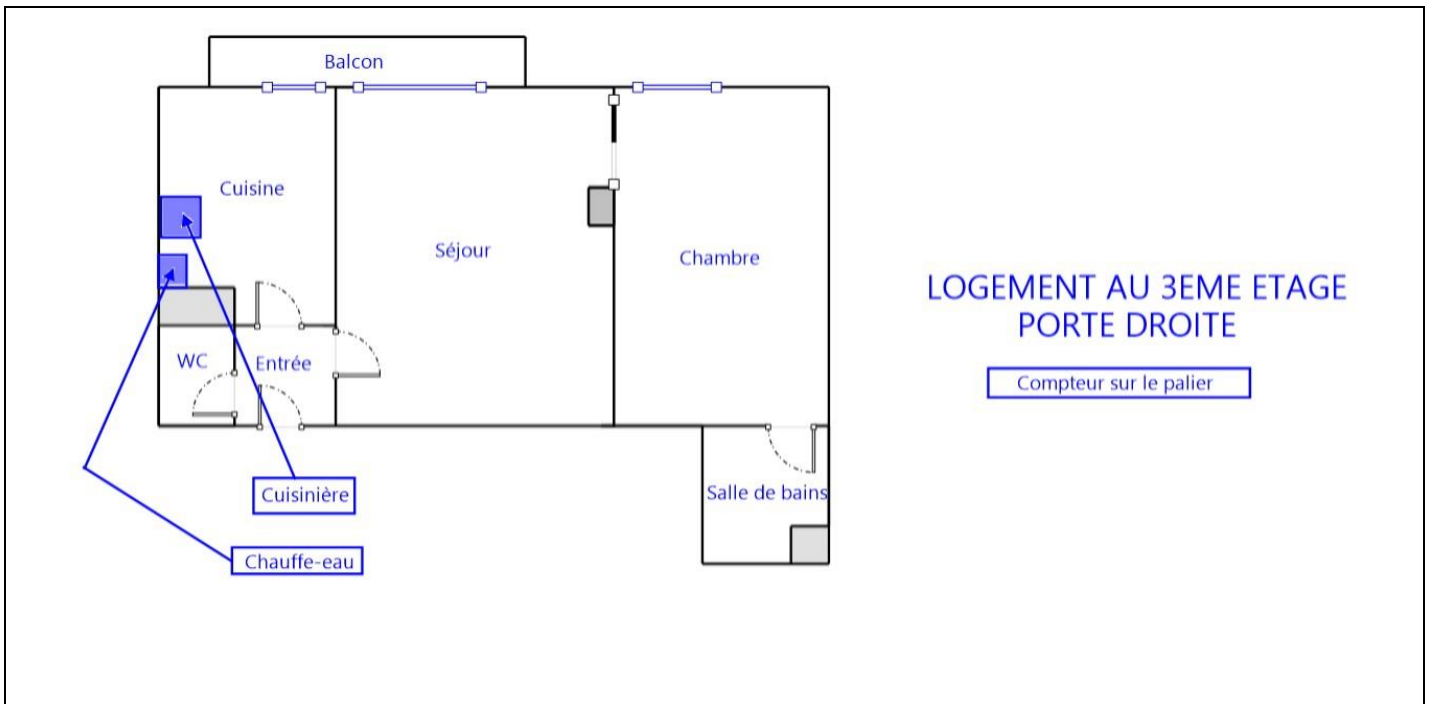 Balcon
Cuisine
Séjour
Chambre
LOGEMENT AU 3EME ETAGE
PORTE DROITE
WC
Entrée
Compteur sur le palier
Cuisinière
Salle de bains
Chauffe-eau